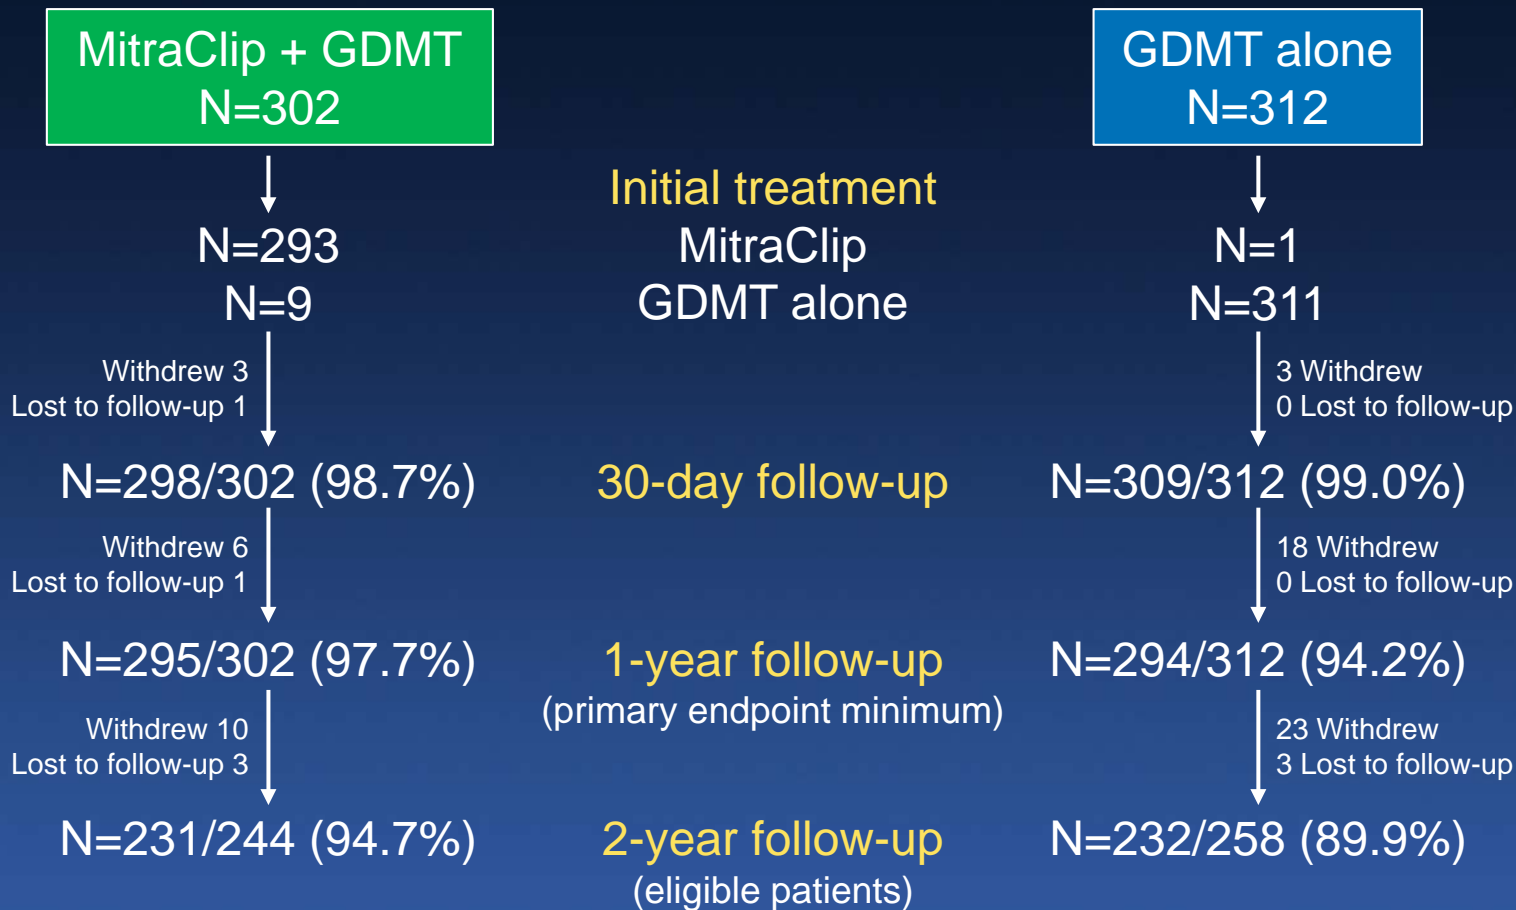 MitraClip + GDMT
N=302
GDMT alone
N=312
Initial treatment
N=293
MitraClip
N=1
N=9
GDMT alone
N=311
Withdrew 3
Lost to follow-up 1
3 Withdrew
0 Lost to follow-up
N=298/302 (98.7%)
30-day follow-up
N=309/312 (99.0%)
Withdrew 6
Lost to follow-up 1
18 Withdrew
0 Lost to follow-up
N=295/302 (97.7%)
1-year follow-up
(primary endpoint minimum)
N=294/312 (94.2%)
Withdrew 10
Lost to follow-up 3
23 Withdrew
3 Lost to follow-up
N=231/244 (94.7%)
2-year follow-up
(eligible patients)
N=232/258 (89.9%)